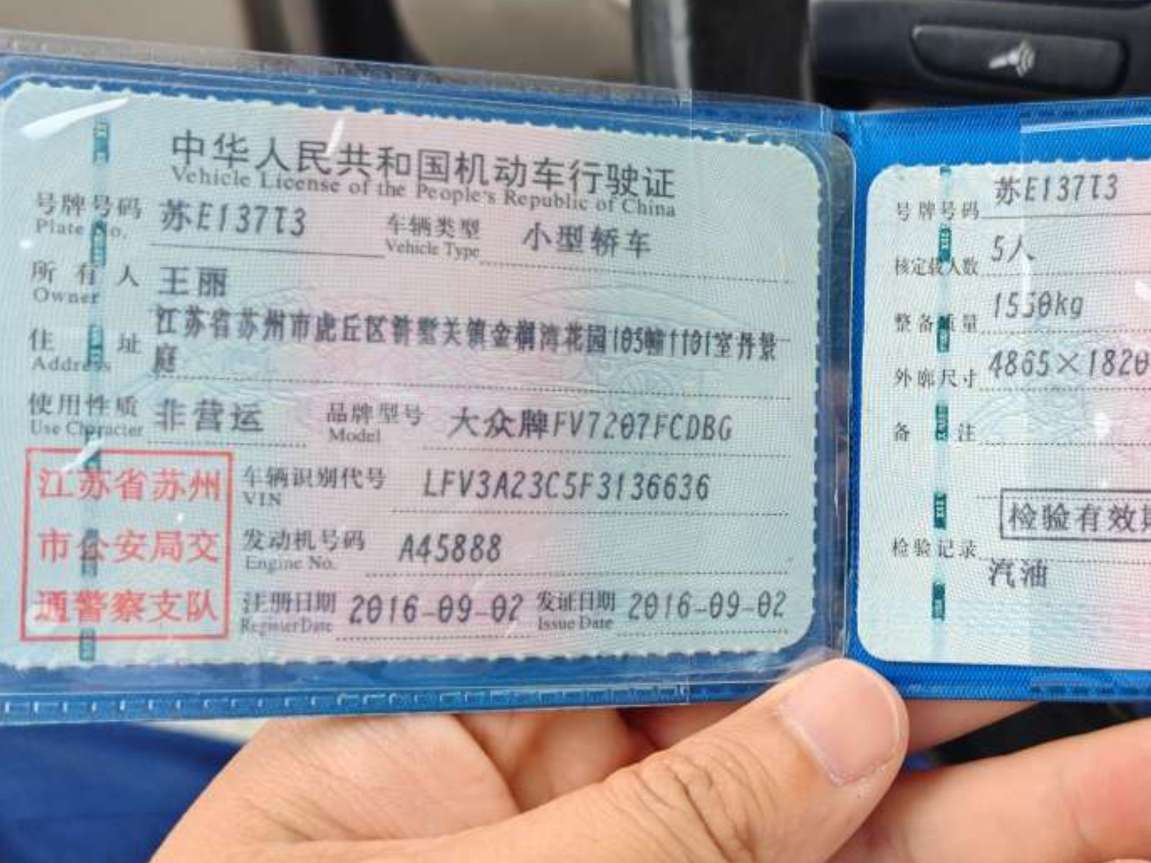 中华人民共和国机动车行驶证
Vehicle License of the People's Republic of China
号牌号码 苏E137T3 车辆类型 小型轿车
Plate No. Vehicle Type
所有人 王丽
Owner
住址 江苏省苏州市虎丘区浒墅关镇金榈湾花园105幢1101室丹景
Address 庭
使用性质 非营运 品牌型号 大众牌FV7207FCDBG
Use Character Model
江苏省苏州
市公安局交
通警察支队
车辆识别代号 LFV3A23C5F3136636
VIN
发动机号码 A45888
Engine No.
注册日期 2016-09-02 发证日期 2016-09-02
Register Date Issue Date
号牌号码 苏E137T3
核定载人数 5人
整备质量 1550kg
外廓尺寸 4865×1820
备注
检验有效期
检验记录
汽油